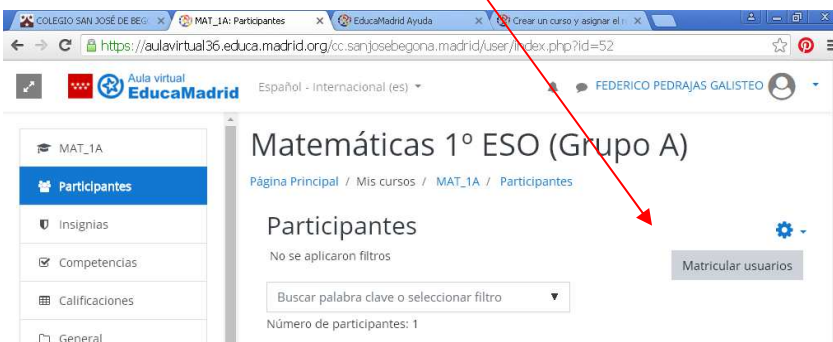 COLEGIO SAN JOSÉ DE BEG
MAT_1A: Participantes
EducaMadrid Ayuda
Crear un curso y asignar el
https://aulavirtual36.educa.madrid.org/cc.sanjosebegona.madrid/user/index.php?id=52
Aula virtual
EducaMadrid
Español - Internacional (es)
FEDERICO PEDRAJAS GALISTEO
MAT_1A
Participantes
Insignias
Competencias
Calificaciones
General
Matemáticas 1º ESO (Grupo A)
Página Principal / Mis cursos / MAT_1A / Participantes
Participantes
No se aplicaron filtros
Matricular usuarios
Buscar palabra clave o seleccionar filtro
Número de participantes: 1